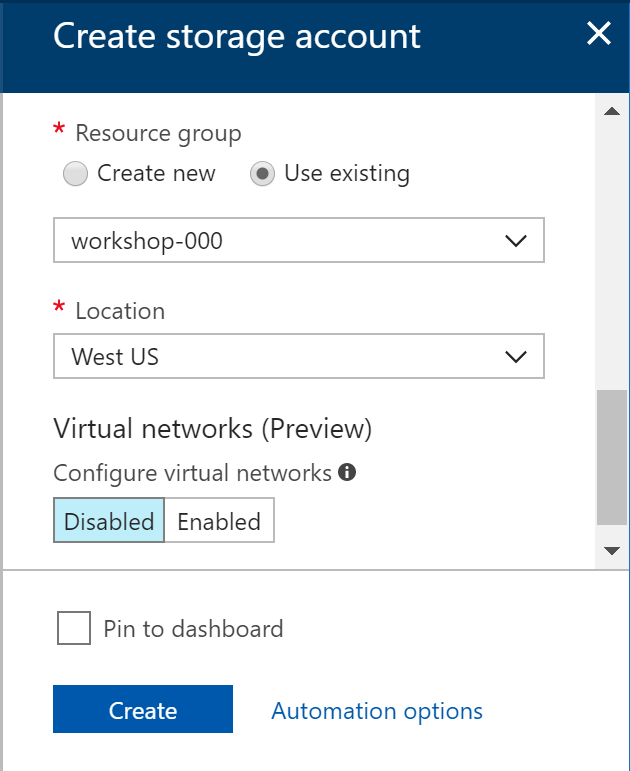 Create storage account
* Resource group
Create new Use existing
workshop-000
* Location
West US
Virtual networks (Preview)
Configure virtual networks
Disabled Enabled
Pin to dashboard
Create Automation options